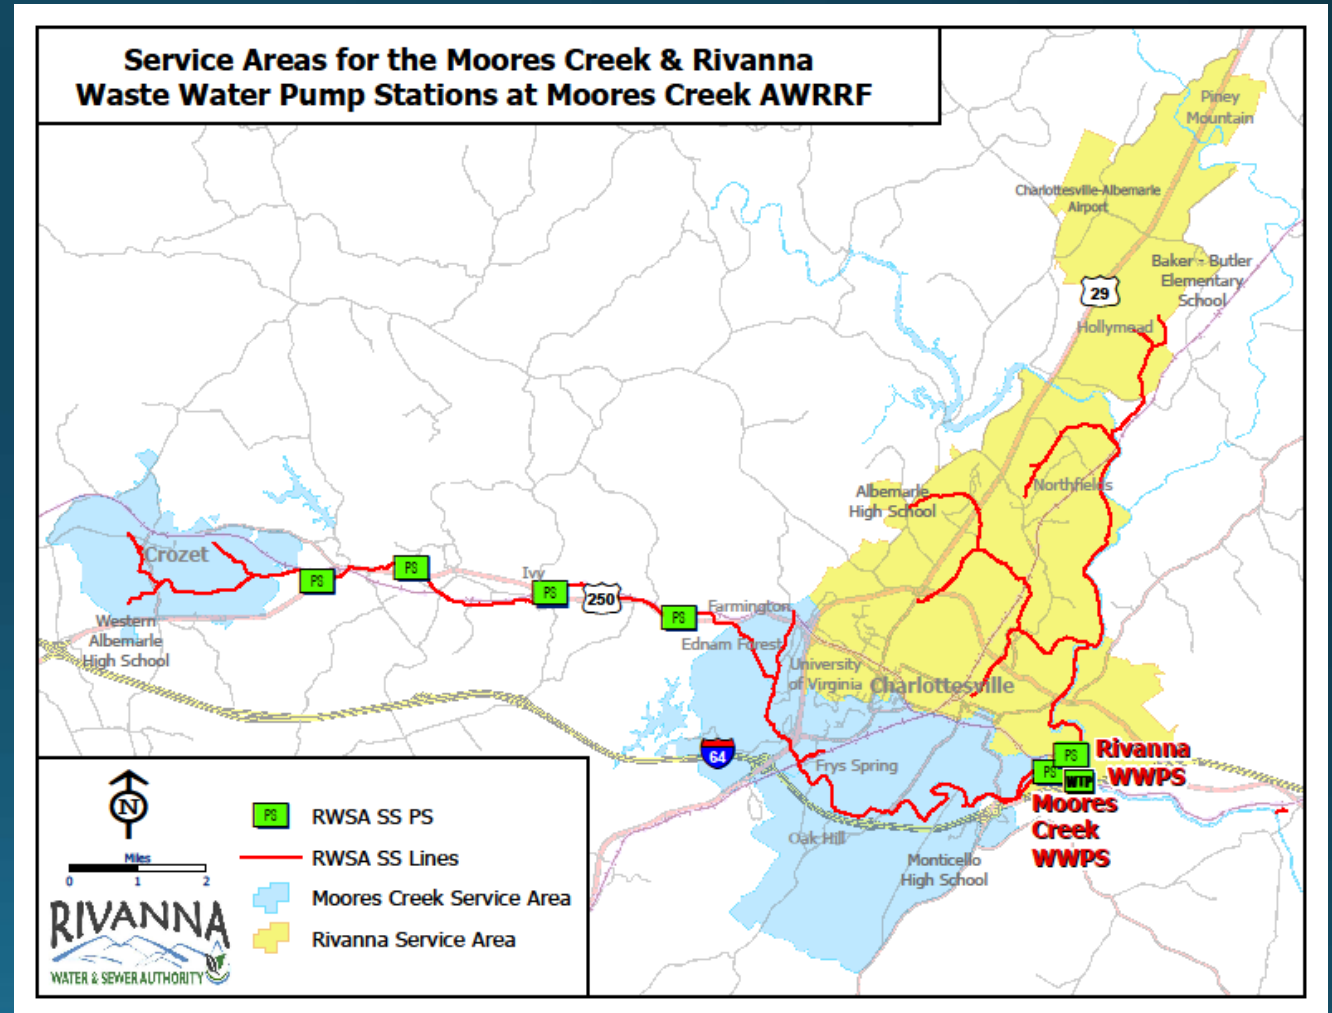 Service Areas for the Moores Creek & Rivanna
Waste Water Pump Stations at Moores Creek AWRRF
Piney
Mountain
Charlottesville-Albemarle
Airport
Baker - Butler
Elementary
School
29
Hollymead
Albemarle
High School
Northfields
Crozet
PS
PS
Ivy
PS
250
PS
Farmington
Ednam Forest
Western
Albemarle
High School
University
of Virginia
Charlottesville
64
Frys Spring
PS
Rivanna
WWPS
PS
WTP
Moores
Creek
WWPS
Oak Hill
Monticello
High School
N
Miles
0 1 2
RIVANNA
WATER & SEWER AUTHORITY
PS RWSA SS PS
RWSA SS Lines
Moores Creek Service Area
Rivanna Service Area